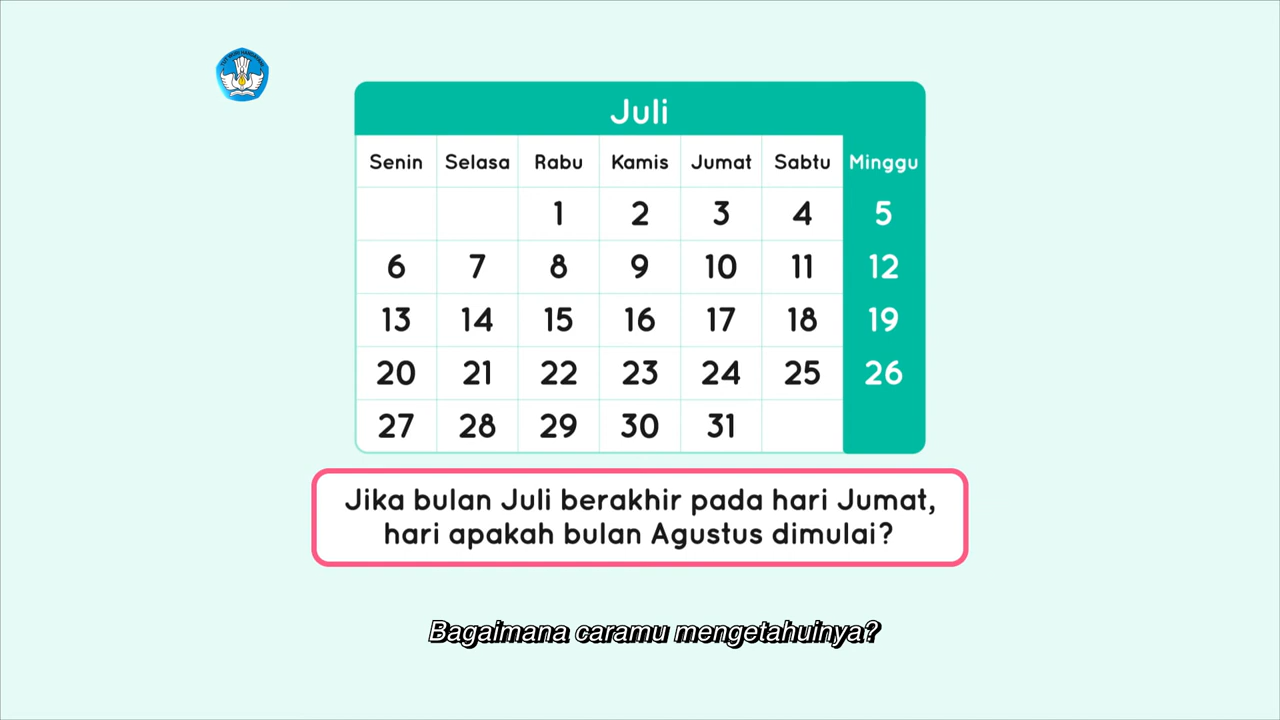 Juli
Senin Selasa Rabu Kamis Jumat Sabtu Minggu
1 2 3 4 5
6 7 8 9 10 11 12
13 14 15 16 17 18 19
20 21 22 23 24 25 26
27 28 29 30 31
Jika bulan Juli berakhir pada hari Jumat,
hari apakah bulan Agustus dimulai?
Bagaimana caramu mengetahuinya?